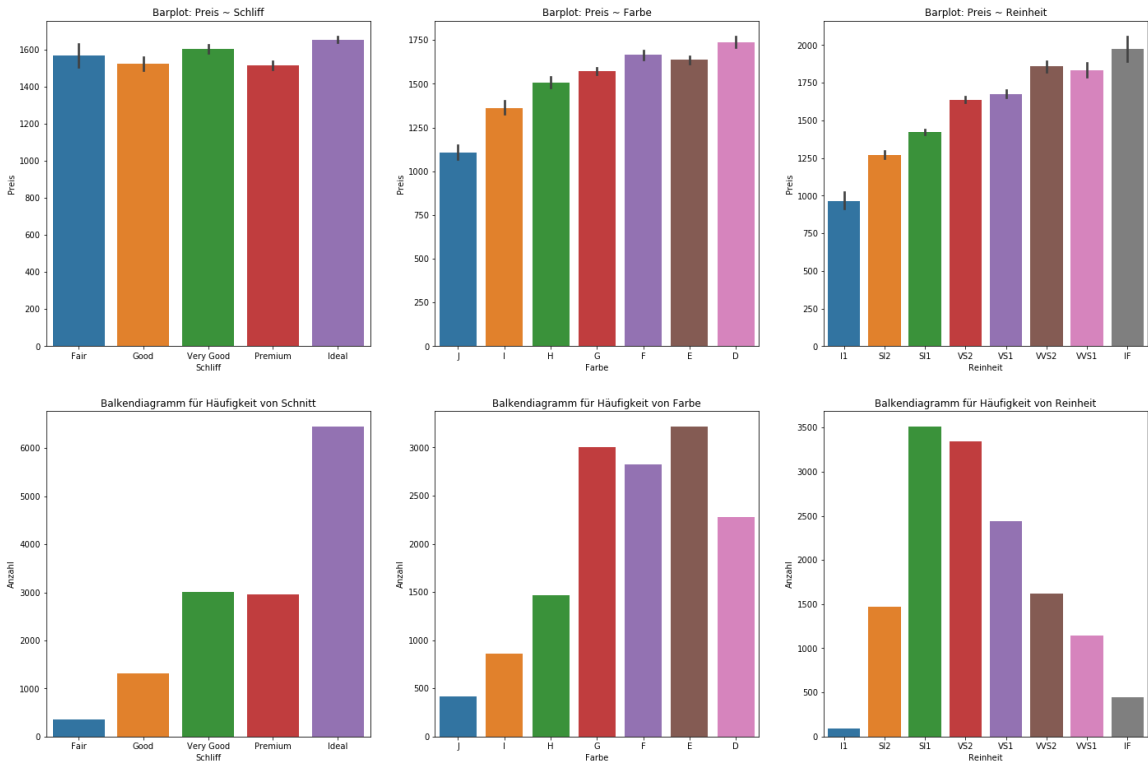 Barplot: Preis ~ Schliff
Preis
1600
1400
1200
1000
800
600
400
200
0
Fair Good Very Good Premium Ideal
Schliff
Barplot: Preis ~ Farbe
Preis
1750
1500
1250
1000
750
500
250
0
J I H G F E D
Farbe
Barplot: Preis ~ Reinheit
Preis
2000
1750
1500
1250
1000
750
500
250
0
I1 SI2 SI1 VS2 VS1 VVS2 VVS1 IF
Reinheit
Balkendiagramm für Häufigkeit von Schnitt
Anzahl
6000
5000
4000
3000
2000
1000
0
Fair Good Very Good Premium Ideal
Schliff
Balkendiagramm für Häufigkeit von Farbe
Anzahl
3000
2500
2000
1500
1000
500
0
J I H G F E D
Farbe
Balkendiagramm für Häufigkeit von Reinheit
Anzahl
3500
3000
2500
2000
1500
1000
500
0
I1 SI2 SI1 VS2 VS1 VVS2 VVS1 IF
Reinheit